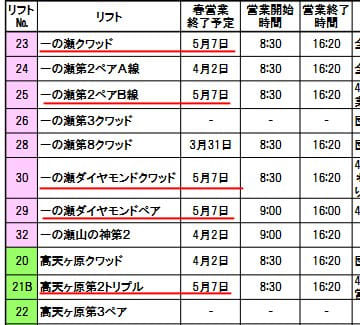 リフト No. リフト 春営業 終了予定 営業開始 時間 営業終了 時間
23 一の瀬クワッド 5月7日 8:30 16:20
24 一の瀬第2ペアA線 4月2日 8:30 16:20
25 一の瀬第2ペアB線 5月7日 8:30 16:20
26 一の瀬第3クワッド - - -
28 一の瀬第8クワッド 3月31日 8:30 16:20
30 一の瀬ダイヤモンドクワッド 5月7日 8:30 16:20
29 一の瀬ダイヤモンドペア 5月7日 9:00 16:00
32 一の瀬山の神第2 4月2日 9:00 16:20
20 高天ヶ原クワッド 4月2日 8:30 16:20
21B 高天ヶ原第2トリプル 5月7日 8:30 16:20
22 高天ヶ原第3ペア - - -